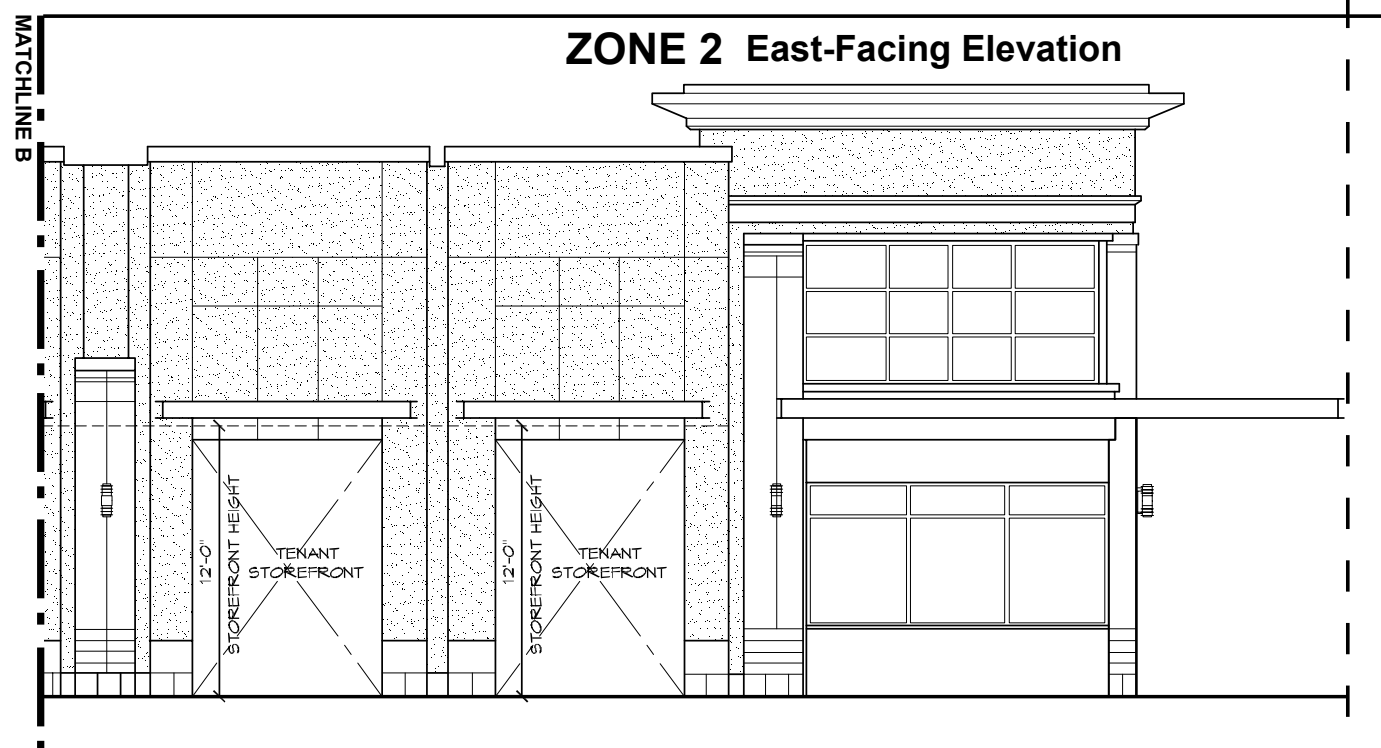 MATCHLINE B
ZONE 2 East-Facing Elevation
12'-0"
STOREFRONT HEIGHT
TENANT
STOREFRONT
12'-0"
STOREFRONT HEIGHT
TENANT
STOREFRONT